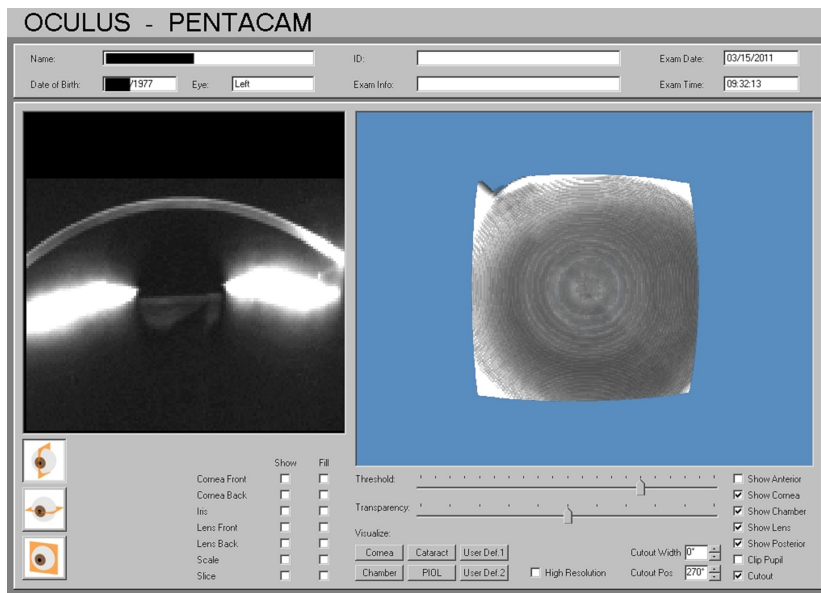 OCULUS - PENTACAM
Name: ID: Exam Date: 03/15/2011
Date of Birth: /1977 Eye: Left Exam Info: Exam Time: 09:32:13
Show Fill
Cornea Front
Cornea Back
Iris
Lens Front
Lens Back
Scale
Slice
Threshold:
Transparency:
Visualize:
Cornea Cataract User Def.1
Chamber PIOL User Def.2
High Resolution
Cutout Width 0°
Cutout Pos 270°
Show Anterior
Show Cornea
Show Chamber
Show Lens
Show Posterior
Clip Pupil
Cutout